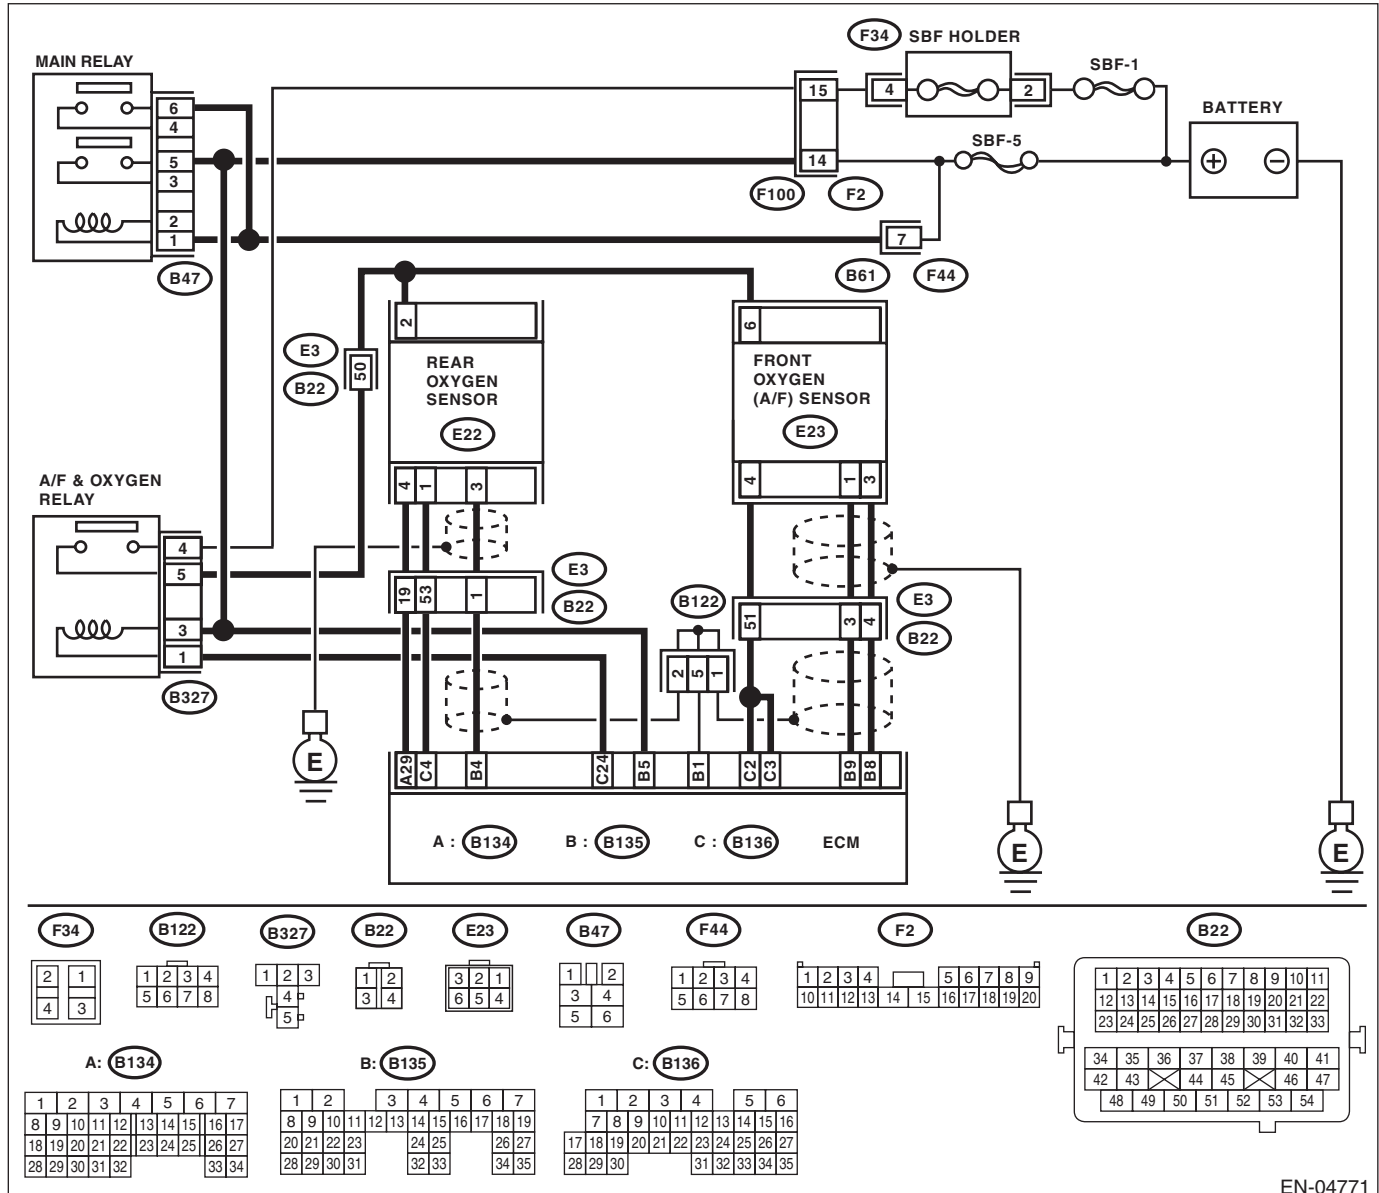 F34 SBF HOLDER
MAIN RELAY
SBF-1
15 4 2
BATTERY
6
4
SBF-5
5 14
3
F100 F2
2
1 7
B47 B61 F44
2 6
E3
B22
50
REAR
OXYGEN
SENSOR
E22
FRONT
OXYGEN
(A/F) SENSOR
E23
4 1 3 4 1 3
A/F & OXYGEN
RELAY
4
5
3
1
B327
E3
B22
19 53 1
B122
2 5 1
51 3 4
E3
B22
E
A29 C4 B4 C24 B5 B1 C2 C3 B9 B8
A : B134 B : B135 C : B136 ECM
E E
F34 B122 B327 B22 E23 B47 F44 F2 B22
2 1
4 3
1 2 3 4
5 6 7 8
1 2 3
4
5
1 2
3 4
3 2 1
6 5 4
1 2
3 4
5 6
1 2 3 4
5 6 7 8
1 2 3 4 5 6 7 8 9
10 11 12 13 14 15 16 17 18 19 20
1 2 3 4 5 6 7 8 9 10 11
12 13 14 15 16 17 18 19 20 21 22
23 24 25 26 27 28 29 30 31 32 33
34 35 36 37 38 39 40 41
42 43 44 45 46 47
48 49 50 51 52 53 54
A: B134
1 2 3 4 5 6 7
8 9 10 11 12 13 14 15 16 17
18 19 20 21 22 23 24 25 26 27
28 29 30 31 32 33 34
B: B135
1 2 3 4 5 6 7
8 9 10 11 12 13 14 15 16 17 18 19
20 21 22 23 24 25 26 27
28 29 30 31 32 33 34 35
C: B136
1 2 3 4 5 6
7 8 9 10 11 12 13 14 15 16
17 18 19 20 21 22 23 24 25 26 27
28 29 30 31 32 33 34 35
EN-04771